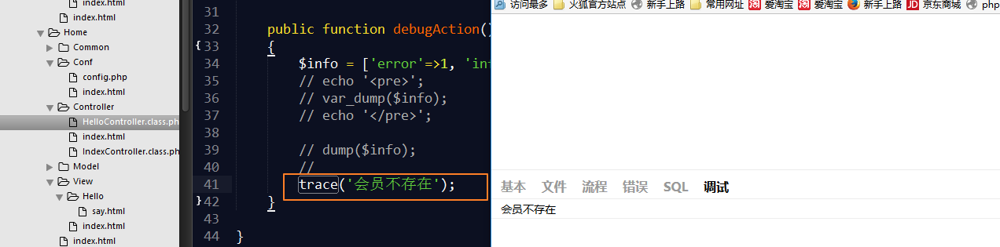 index.html
index.html
View
Home
Common
Conf
config.php
index.html
Controller
HelloController.class.ph
index.html
IndexController.class.ph
Model
View
Hello
say.html
index.html
index.html
31
32 public function debugAction()
33 {
34 $info = ['error'=>1, 'inf
35 // echo '<pre>';
36 // var_dump($info);
37 // echo '</pre>';
38
39 // dump($info);
40 //
41 trace('会员不存在');
42 }
43
44 }
访问最多 火狐官方站点 新手上路 常用网址 淘 爱淘宝 淘 爱淘宝 新手上路 JD 京东商城 php
基本 文件 流程 错误 SQL 调试
会员不存在